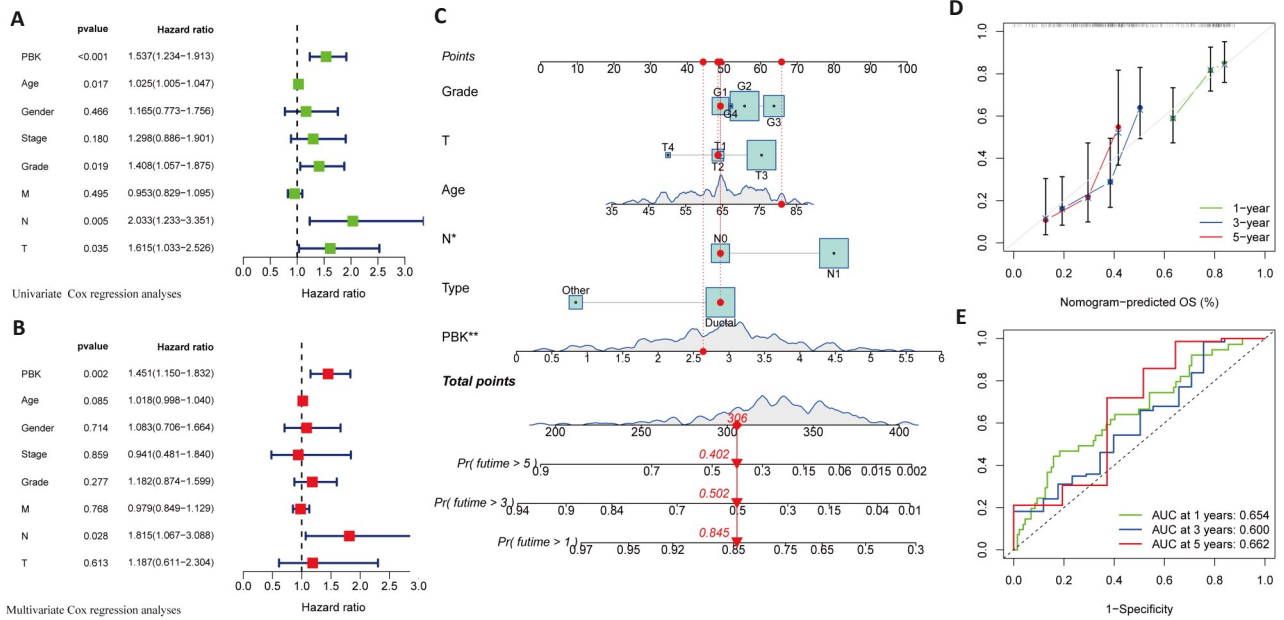 A
pvalue Hazard ratio
PBK <0.001 1.537(1.234−1.913)
Age 0.017 1.025(1.005−1.047)
Gender 0.466 1.165(0.773−1.756)
Stage 0.180 1.298(0.886−1.901)
Grade 0.019 1.408(1.057−1.875)
M 0.495 0.953(0.829−1.095)
N 0.005 2.033(1.233−3.351)
T 0.035 1.615(1.033−2.526)
0.0 0.5 1.0 1.5 2.0 2.5 3.0
Hazard ratio
Univariate Cox regression analyses
B
pvalue Hazard ratio
PBK 0.002 1.451(1.150−1.832)
Age 0.085 1.018(0.998−1.040)
Gender 0.714 1.083(0.706−1.664)
Stage 0.859 0.941(0.481−1.840)
Grade 0.277 1.182(0.874−1.599)
M 0.768 0.979(0.849−1.129)
N 0.028 1.815(1.067−3.088)
T 0.613 1.187(0.611−2.304)
0.0 0.5 1.0 1.5 2.0 2.5 3.0
Hazard ratio
Multivariate Cox regression analyses
C
Points
0 10 20 30 40 50 60 70 80 90 100
Grade
G1 G2
G4 G3
T
T4 T1
T2 T3
Age
35 45 55 65 75 85
N*
N0
N1
Type
Other
Ductal
PBK**
0 0.5 1 1.5 2 2.5 3 3.5 4 4.5 5 5.5 6
Total points
306
200 250 300 350 400
0.402
Pr( futime > 5 )
0.9 0.7 0.5 0.3 0.15 0.06 0.015 0.002
0.502
Pr( futime > 3 )
0.94 0.9 0.84 0.7 0.5 0.3 0.1 0.04 0.01
0.845
Pr( futime > 1 )
0.97 0.95 0.92 0.85 0.75 0.65 0.5 0.3
D
1.0
0.8
0.6
0.4
0.2
0.0
1−year
3−year
5−year
0.0 0.2 0.4 0.6 0.8 1.0
Nomogram−predicted OS (%)
E
1.0
0.8
0.6
0.4
0.2
0.0
AUC at 1 years: 0.654
AUC at 3 years: 0.600
AUC at 5 years: 0.662
0.0 0.2 0.4 0.6 0.8 1.0
1−Specificity